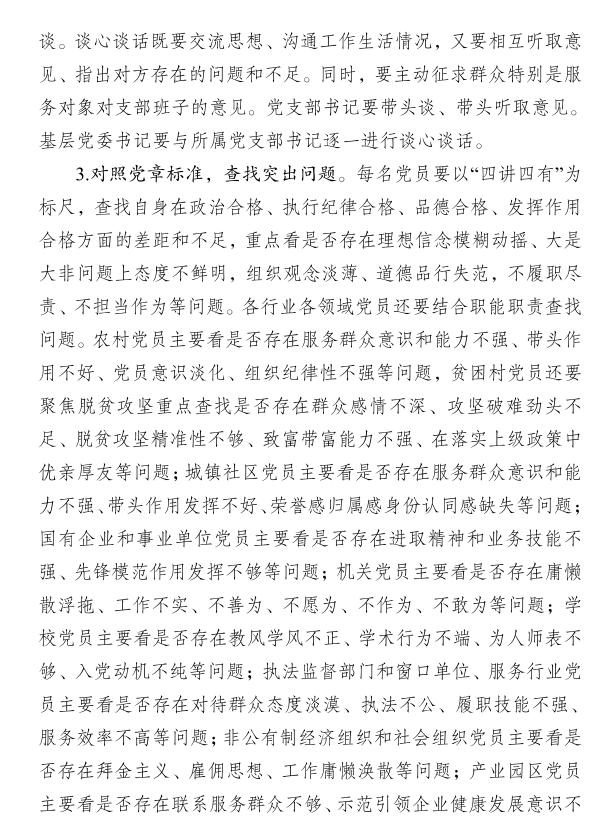 谈。谈心谈话既要交流思想、沟通工作生活情况，又要相互听取意
见、指出对方存在的问题和不足。同时，要主动征求群众特别是服
务对象对支部班子的意见。党支部书记要带头谈、带头听取意见。
基层党委书记要与所属党支部书记逐一进行谈心谈话。
3.对照党章标准，查找突出问题。每名党员要以“四讲四有”为
标尺，查找自身在政治合格、执行纪律合格、品德合格、发挥作用
合格方面的差距和不足，重点看是否存在理想信念模糊动摇、大是
大非问题上态度不鲜明，组织观念淡薄、道德品行失范，不履职尽
责、不担当作为等问题。各行业各领域党员还要结合职能职责查找
问题。农村党员主要看是否存在服务群众意识和能力不强、带头作
用不好、党员意识淡化、组织纪律性不强等问题，贫困村党员还要
聚焦脱贫攻坚重点查找是否存在群众感情不深、攻坚破难劲头不
足、脱贫攻坚精准性不够、致富带富能力不强、在落实上级政策中
优亲厚友等问题；城镇社区党员主要看是否存在服务群众意识和能
力不强、带头作用发挥不好、荣誉感归属感身份认同感缺失等问题；
国有企业和事业单位党员主要看是否存在进取精神和业务技能不
强、先锋模范作用发挥不够等问题；机关党员主要看是否存在庸懒
散浮拖、工作不实、不善为、不愿为、不作为、不敢为等问题；学
校党员主要看是否存在教风学风不正、学术行为不端、为人师表不
够、入党动机不纯等问题；执法监督部门和窗口单位、服务行业党
员主要看是否存在对待群众态度淡漠、执法不公、履职技能不强、
服务效率不高等问题；非公有制经济组织和社会组织党员主要看是
否存在拜金主义、雇佣思想、工作庸懒涣散等问题；产业园区党员
主要看是否存在联系服务群众不够、示范引领企业健康发展意识不